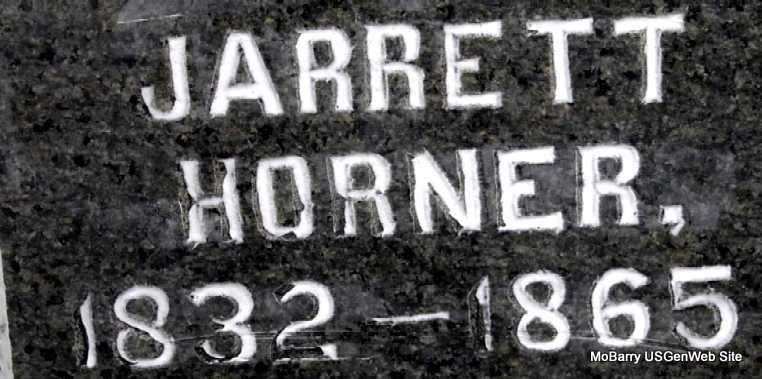 JARRETT
HORNER,
1832 — 1865
MoBarry USGenWeb Site